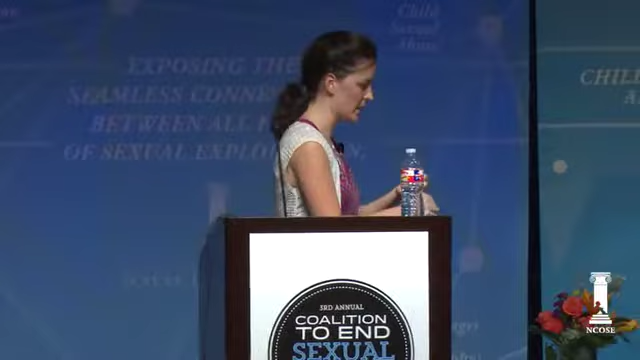 Child
Sexual
Abuse
EXPOSING THE
SEAMLESS CONNE
BETWEEN ALL
OF SEXUAL EXPLO
CHIL
A
3RD ANNUAL
COALITION
TO END
SEXUAL
NCOSE